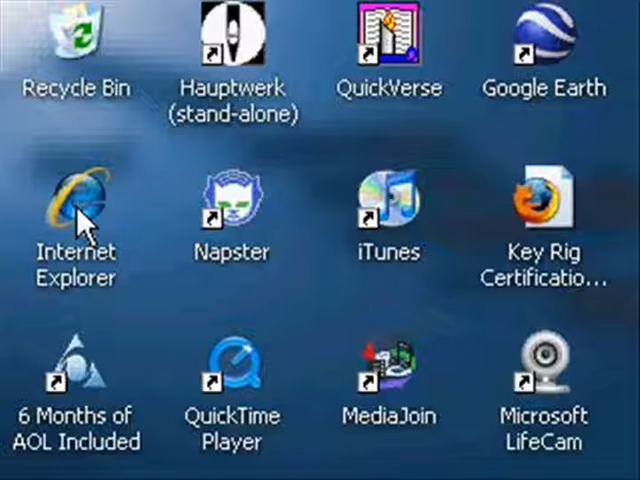 Recycle Bin
Hauptwerk
(stand-alone)
QuickVerse
Google Earth
Internet
Explorer
Napster
iTunes
Key Rig
Certificatio...
6 Months of
AOL Included
QuickTime
Player
MediaJoin
Microsoft
LifeCam